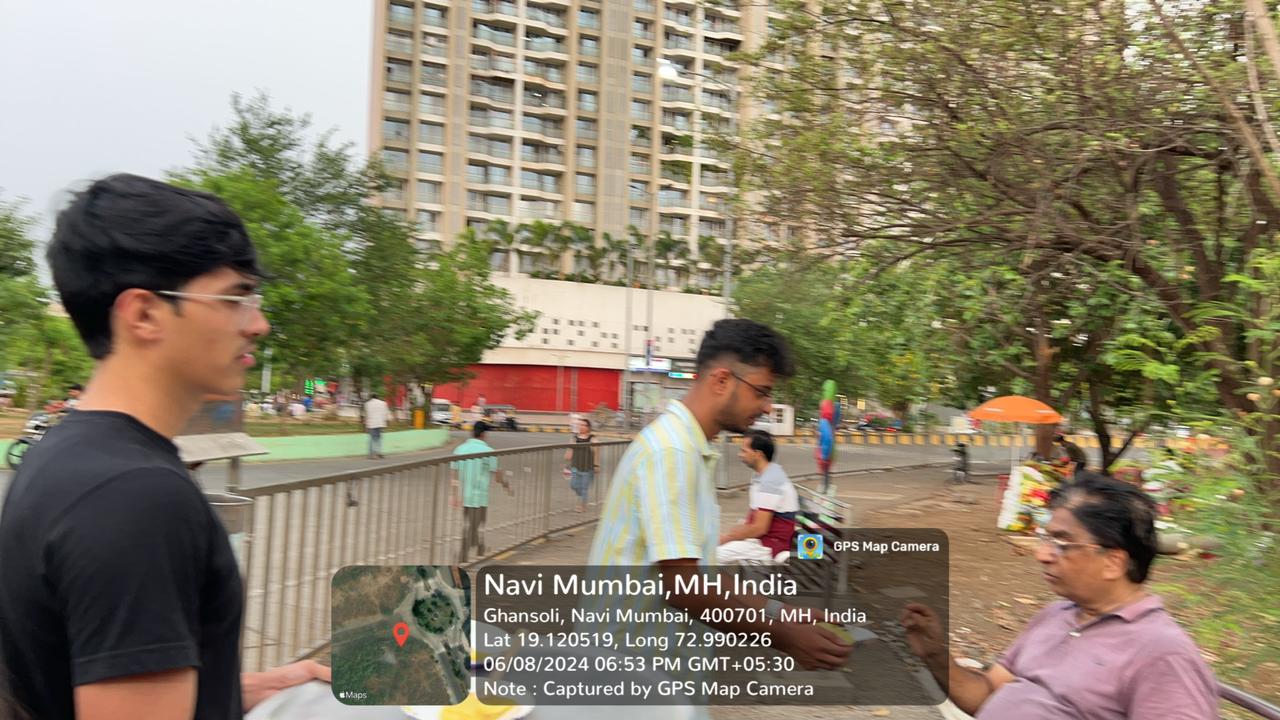 GPS Map Camera
Navi Mumbai,MH,India
Ghansoli, Navi Mumbai, 400701, MH, India
Lat 19.120519, Long 72.990226
06/08/2024 06:53 PM GMT+05:30
Note : Captured by GPS Map Camera
Maps